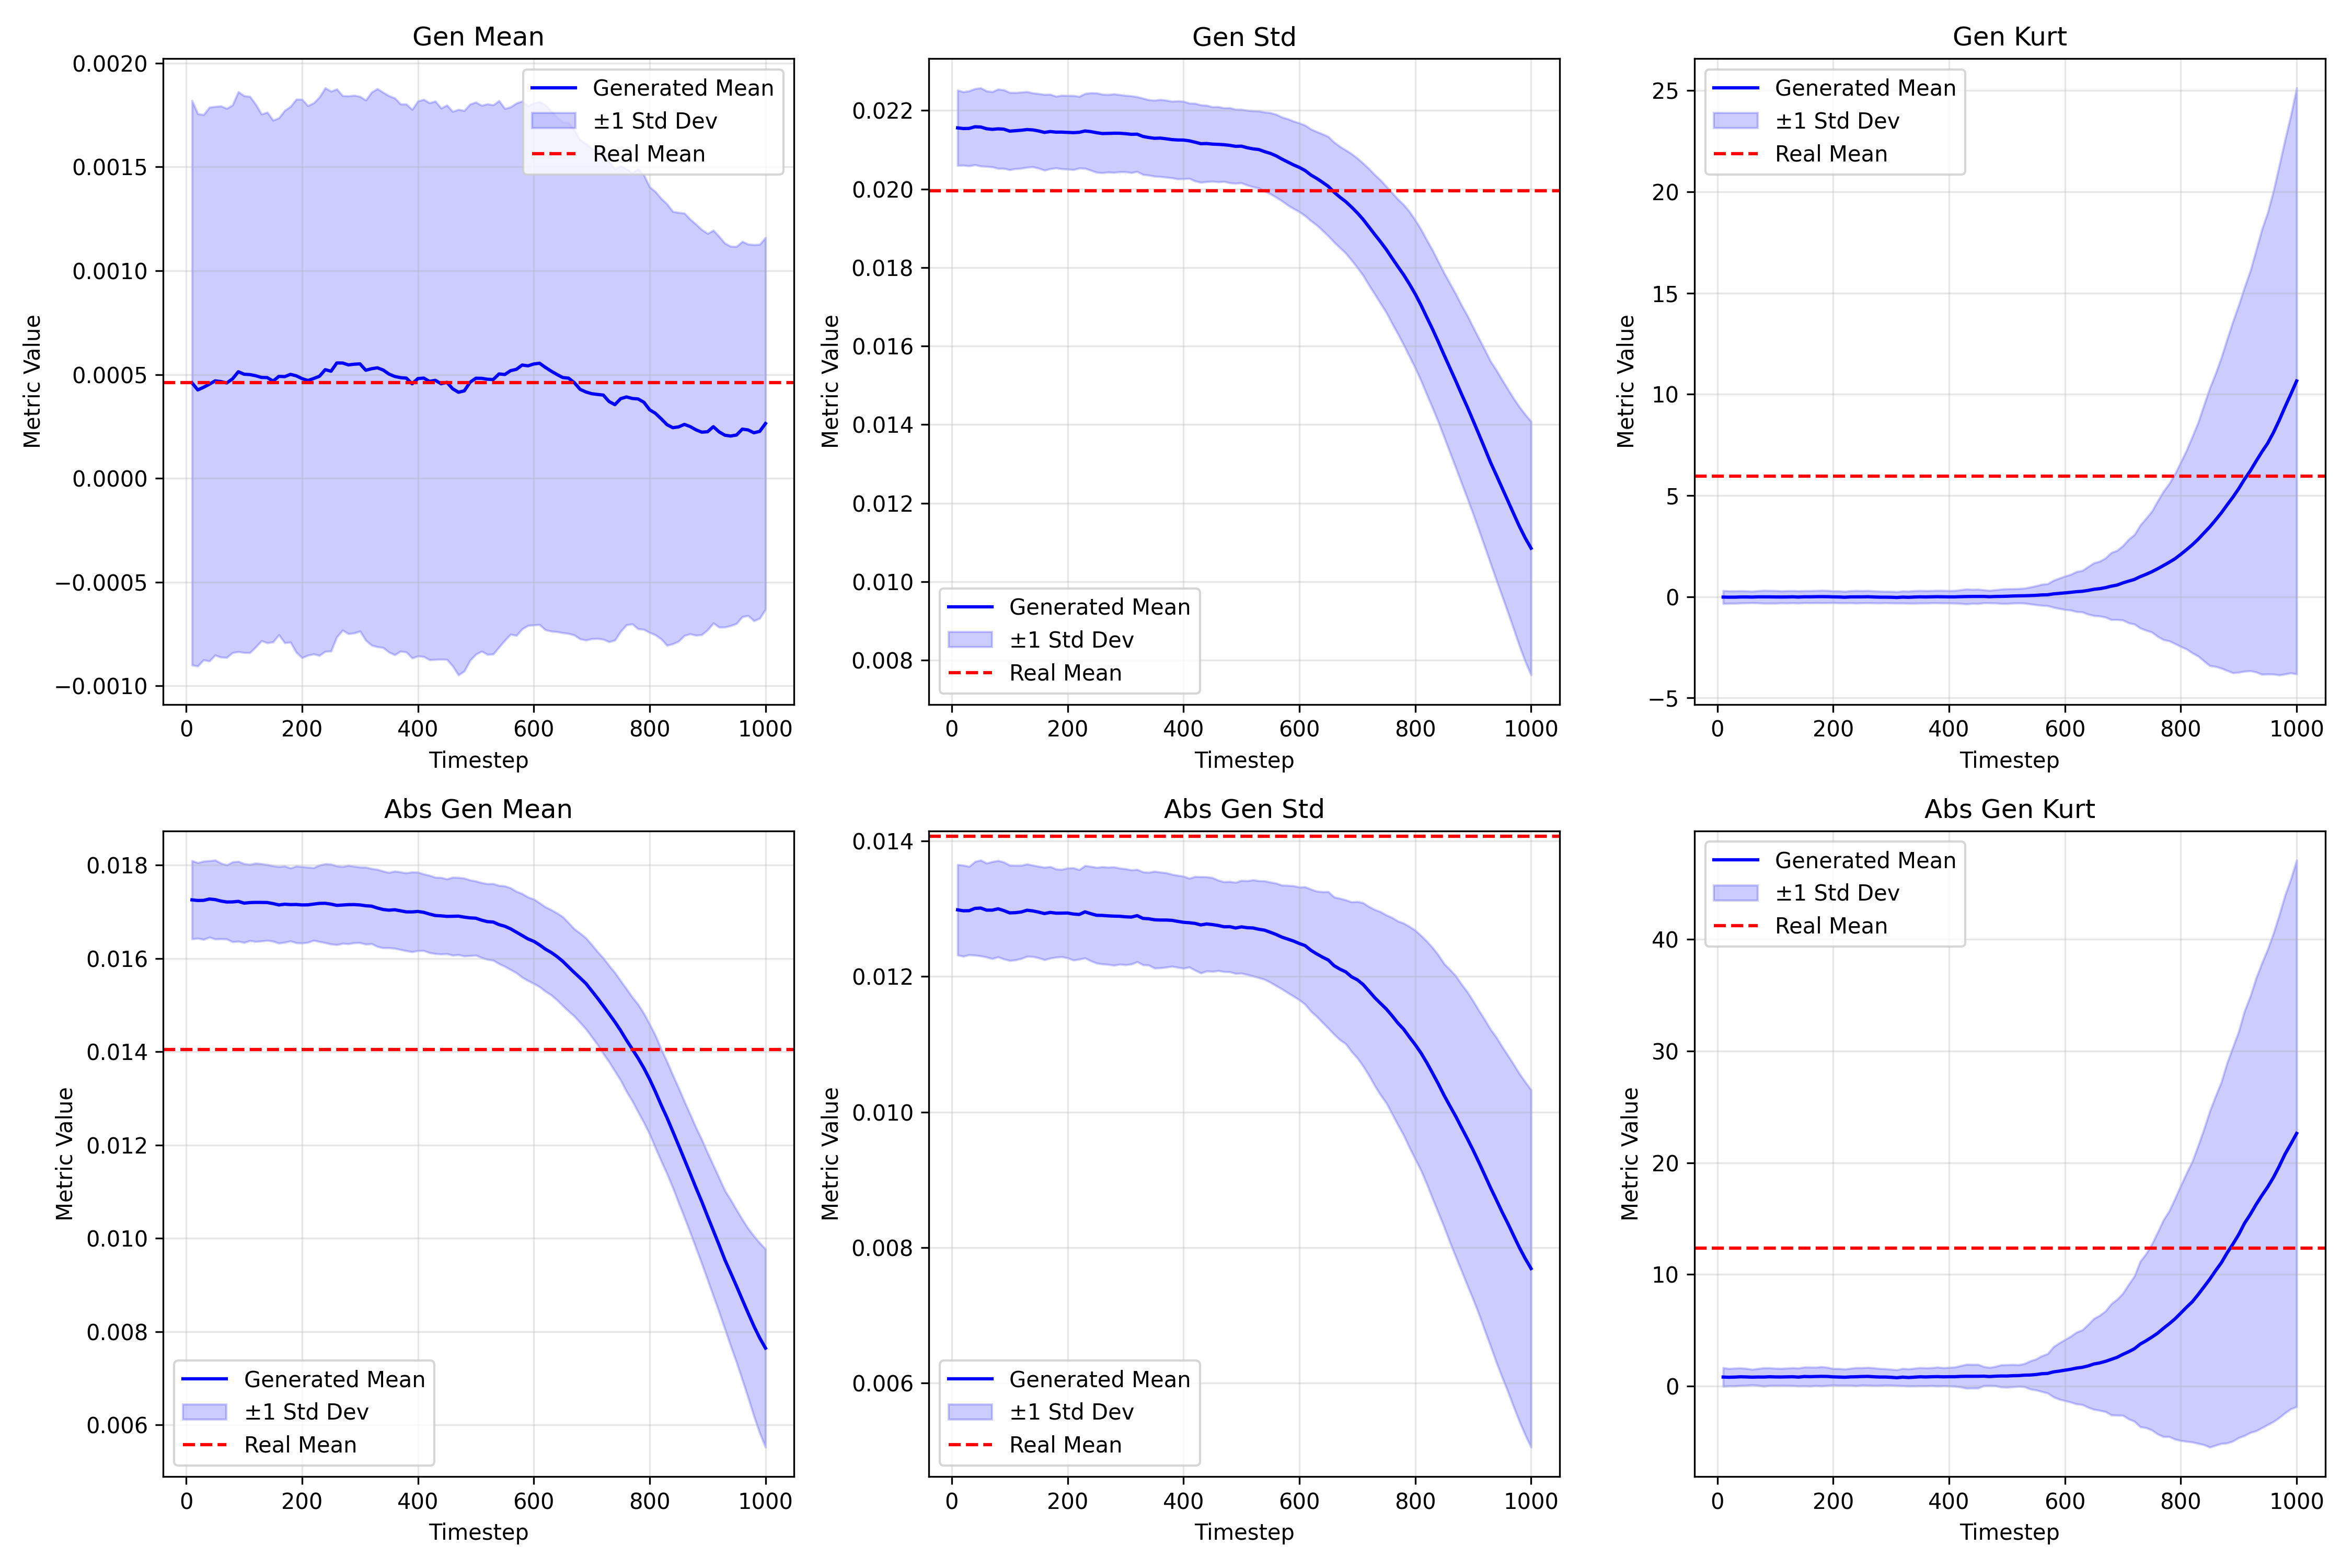 Gen Mean
0.0020
0.0015
0.0010
0.0005
0.0000
−0.0005
−0.0010
Metric Value
Generated Mean
±1 Std Dev
Real Mean
0 200 400 600 800 1000
Timestep
Gen Std
0.022
0.020
0.018
0.016
0.014
0.012
0.010
0.008
Metric Value
Generated Mean
±1 Std Dev
Real Mean
0 200 400 600 800 1000
Timestep
Gen Kurt
25
20
15
10
5
0
−5
Metric Value
Generated Mean
±1 Std Dev
Real Mean
0 200 400 600 800 1000
Timestep
Abs Gen Mean
0.018
0.016
0.014
0.012
0.010
0.008
0.006
Metric Value
Generated Mean
±1 Std Dev
Real Mean
0 200 400 600 800 1000
Timestep
Abs Gen Std
0.014
0.012
0.010
0.008
0.006
Metric Value
Generated Mean
±1 Std Dev
Real Mean
0 200 400 600 800 1000
Timestep
Abs Gen Kurt
40
30
20
10
0
Metric Value
Generated Mean
±1 Std Dev
Real Mean
0 200 400 600 800 1000
Timestep